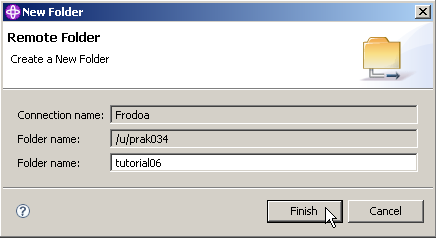 New Folder
Remote Folder
Create a New Folder
Connection name: Frodoa
Folder name: /u/prak034
Folder name: tutorial06
? Finish Cancel